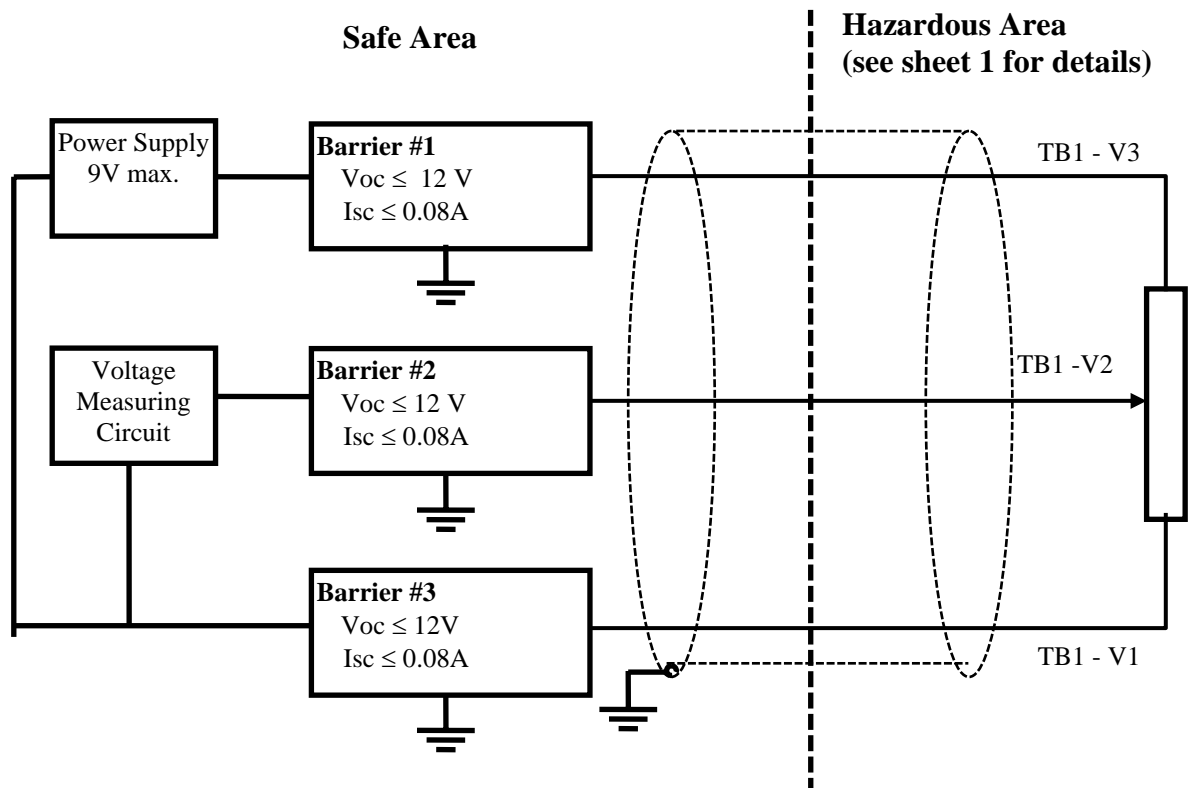 Safe Area
Hazardous Area
(see sheet 1 for details)
Power Supply
9V max.
Barrier #1
Voc ≤ 12 V
Isc ≤ 0.08A
TB1 - V3
Voltage
Measuring
Circuit
Barrier #2
Voc ≤ 12 V
Isc ≤ 0.08A
TB1 -V2
Barrier #3
Voc ≤ 12V
Isc ≤ 0.08A
TB1 - V1